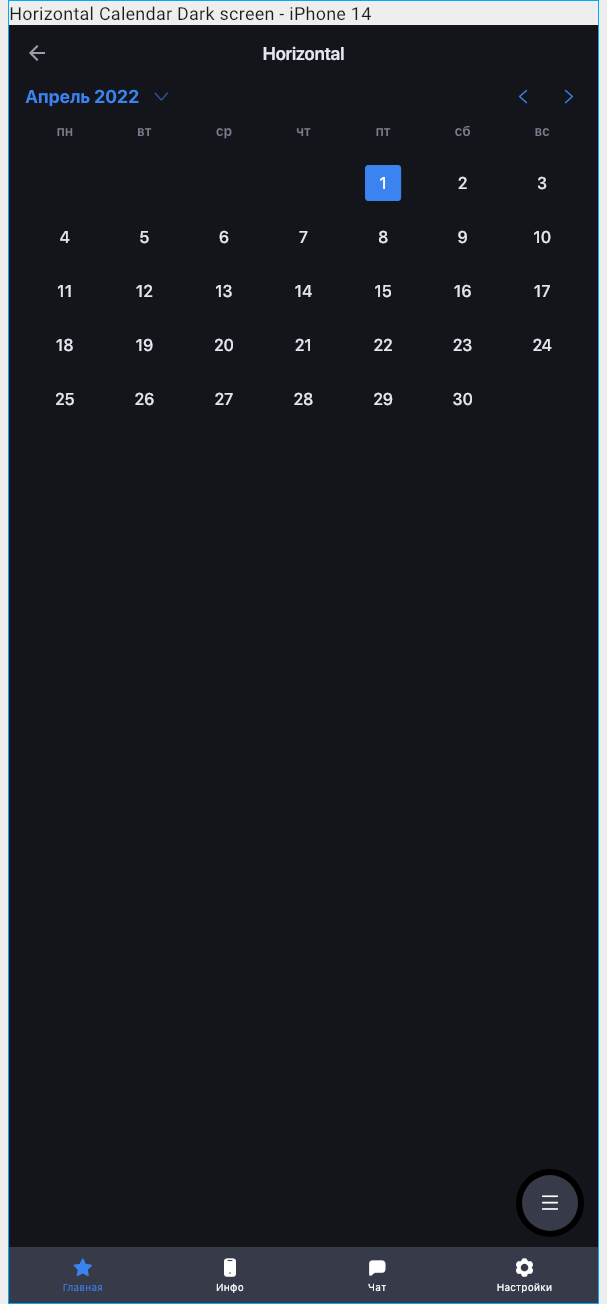 Horizontal Calendar Dark screen - iPhone 14
Horizontal
Апрель 2022
пн вт ср чт пт сб вс
1 2 3
4 5 6 7 8 9 10
11 12 13 14 15 16 17
18 19 20 21 22 23 24
25 26 27 28 29 30
Главная Инфо Чат Настройки